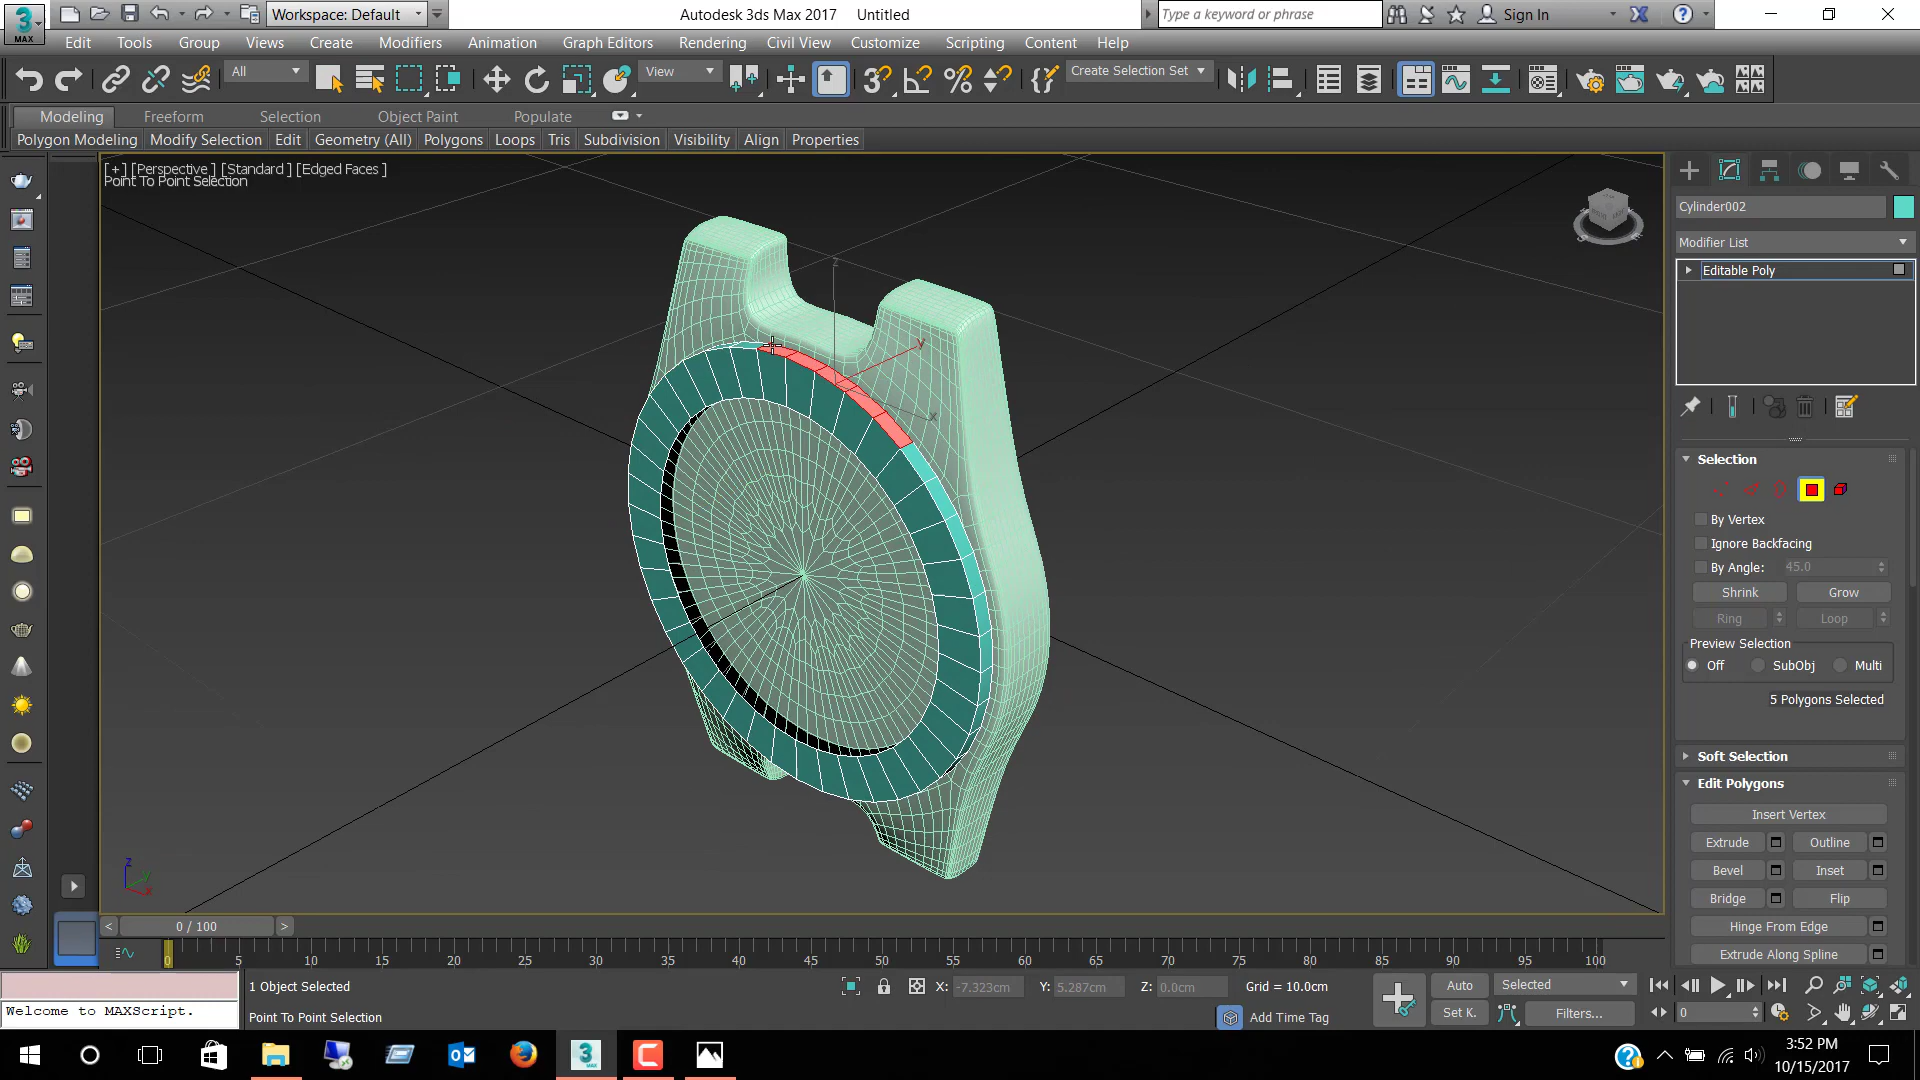 3 Workspace: Default Autodesk 3ds Max 2017 Untitled Type a keyword or phrase Sign In
MAX
Edit Tools Group Views Create Modifiers Animation Graph Editors Rendering Civil View Customize Scripting Content Help
All View Create Selection Set
Modeling Freeform Selection Object Paint Populate
Polygon Modeling Modify Selection Edit Geometry (All) Polygons Loops Tris Subdivision Visibility Align Properties
[ + ] [Perspective ] [Standard ] [Edged Faces ]
Point To Point Selection
Cylinder002
Modifier List
Editable Poly
z
y
x
Selection
By Vertex
Ignore Backfacing
By Angle: 45.0
Shrink Grow
Ring Loop
Preview Selection
Off SubObj Multi
5 Polygons Selected
Soft Selection
Edit Polygons
Insert Vertex
Extrude Outline
Bevel Inset
Bridge Flip
Hinge From Edge
Extrude Along Spline
z
y
x
< 0 / 100 >
0 5 10 15 20 25 30 35 40 45 50 55 60 65 70 75 80 85 90 95 100
1 Object Selected X: -7.323cm Y: 5.287cm Z: 0.0cm Grid = 10.0cm Auto Selected
Welcome to MAXScript. Point To Point Selection Add Time Tag Set K. Filters... 0
3:52 PM
10/15/2017